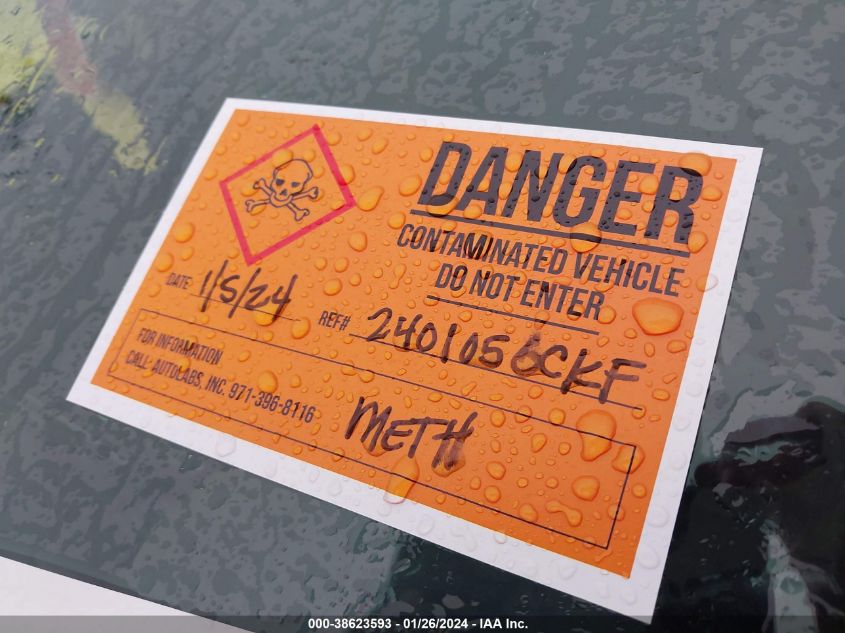 DANGER
CONTAMINATED VEHICLE
DO NOT ENTER
DATE 1/5/24 REF# 2401056CKF
FOR INFORMATION
CALL: AUTOLABS, INC. 971-396-8116
METH
000-38623593 - 01/26/2024 - IAA Inc.